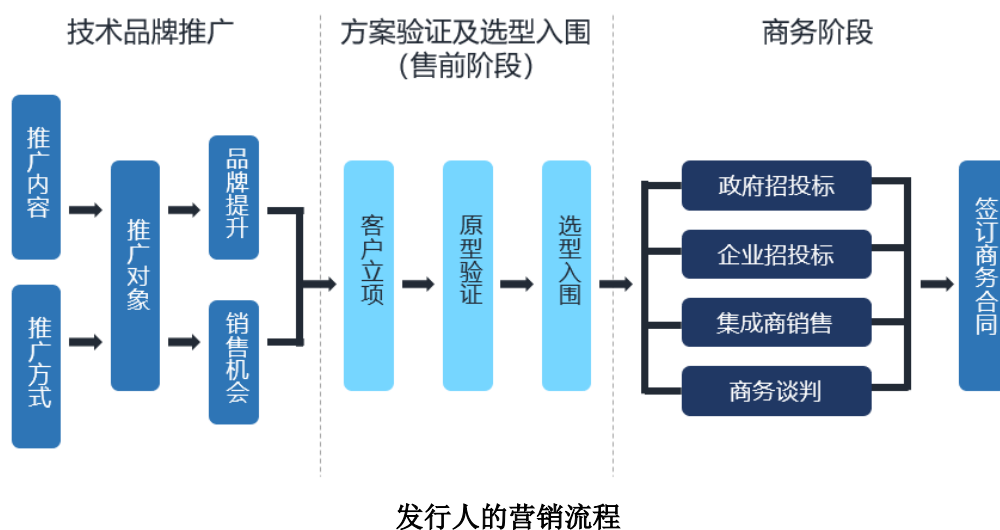 技术品牌推广
方案验证及选型入围
（售前阶段）
商务阶段
推广内容
推广方式
推广对象
品牌提升
销售机会
客户立项
原型验证
选型入围
政府招投标
企业招投标
集成商销售
商务谈判
签订商务合同
发行人的营销流程